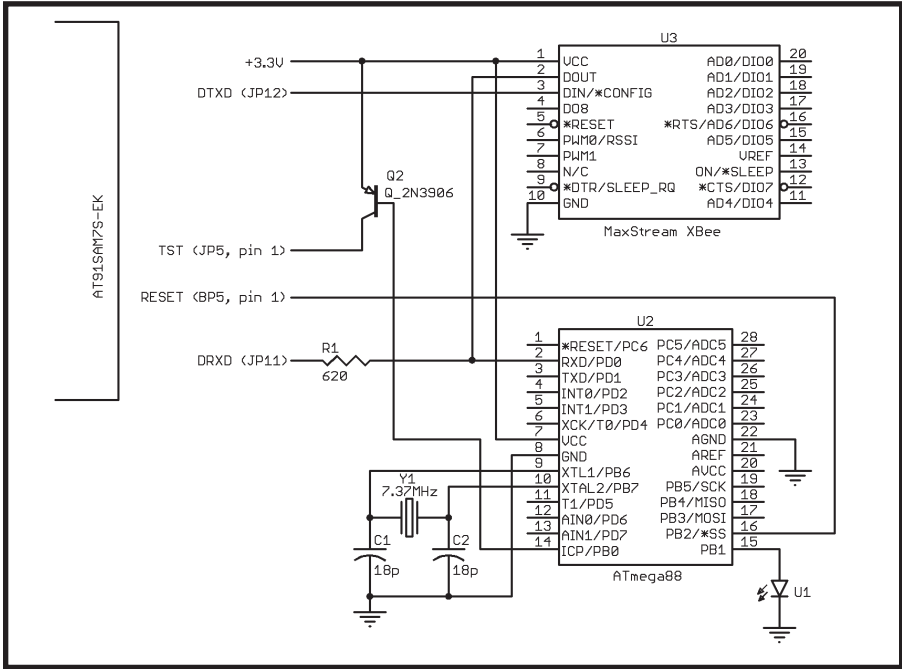 AT91SAM7S-EK
+3.3V
DTXD (JP12)
TST (JP5, pin 1)
RESET (BP5, pin 1)
DRXD (JP11)
Q2
Q_2N3906
R1
620
U3
1 VCC AD0/DIO0 20
2 DOUT AD1/DIO1 19
3 DIN/*CONFIG AD2/DIO2 18
4 DO8 AD3/DIO3 17
5 *RESET *RTS/AD6/DIO6 16
6 PWM0/RSSI AD5/DIO5 15
7 PWM1 VREF 14
8 N/C ON/*SLEEP 13
9 *DTR/SLEEP_RQ *CTS/DIO7 12
10 GND AD4/DIO4 11
MaxStream XBee
U2
1 *RESET/PC6 PC5/ADC5 28
2 RXD/PD0 PC4/ADC4 27
3 TXD/PD1 PC3/ADC3 26
4 INT0/PD2 PC2/ADC2 25
5 INT1/PD3 PC1/ADC1 24
6 XCK/T0/PD4 PC0/ADC0 23
7 VCC AGND 22
8 GND AREF 21
9 XTL1/PB6 AVCC 20
10 XTAL2/PB7 PB5/SCK 19
11 T1/PD5 PB4/MISO 18
12 AIN0/PD6 PB3/MOSI 17
13 AIN1/PD7 PB2/*SS 16
14 ICP/PB0 PB1 15
ATmega88
Y1
7.37MHz
C1
18p
C2
18p
U1